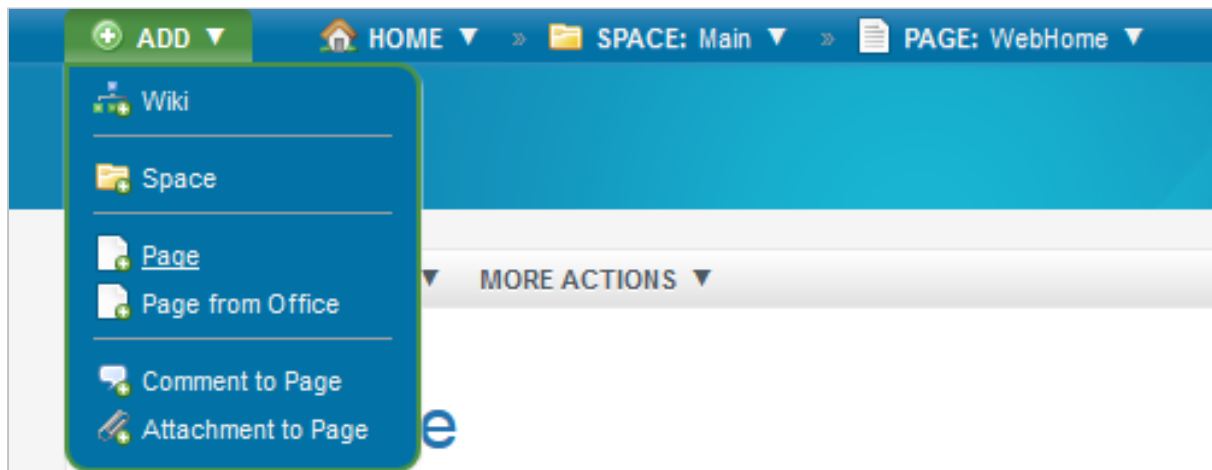 ADD ▼ HOME ▼ » SPACE: Main ▼ » PAGE: WebHome ▼
Wiki
Space
Page
▼ MORE ACTIONS ▼
Page from Office
Comment to Page
Attachment to Page
e